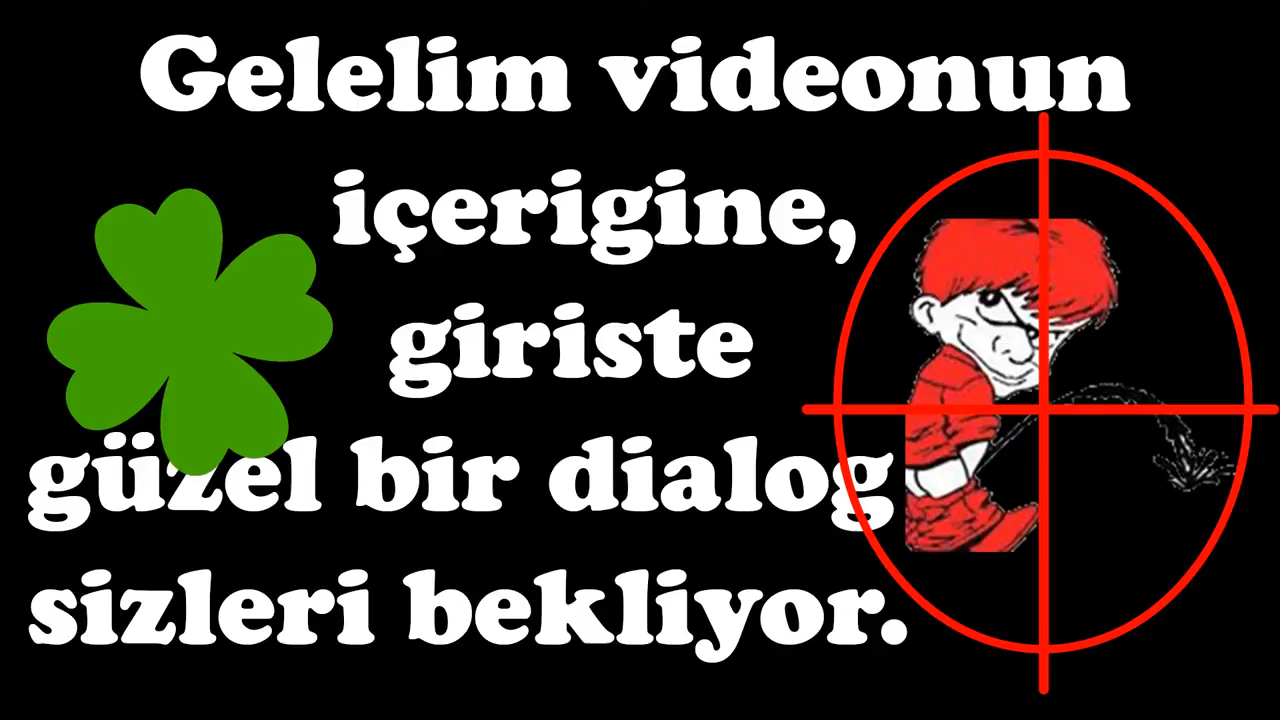 Gelelim videonun
içerigine,
giriste
güzel bir dialog
sizleri bekliyor.